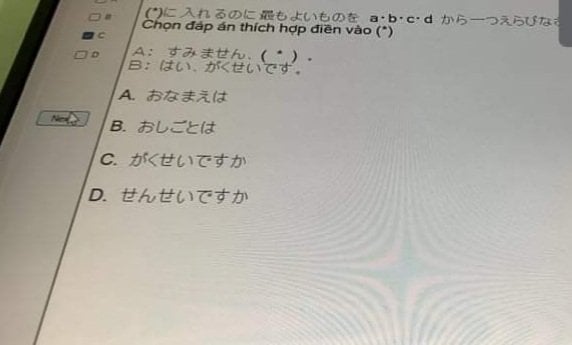 (*)に 入れるのに 最もよいものを a・b・c・d から一つえらびなさ
Chọn đáp án thích hợp điền vào (*)
A: すみません、( * ) 。
B: はい、がくせいです。
A. おなまえは
B. おしごとは
C. がくせいですか
D. せんせいですか
B
C
D
Next